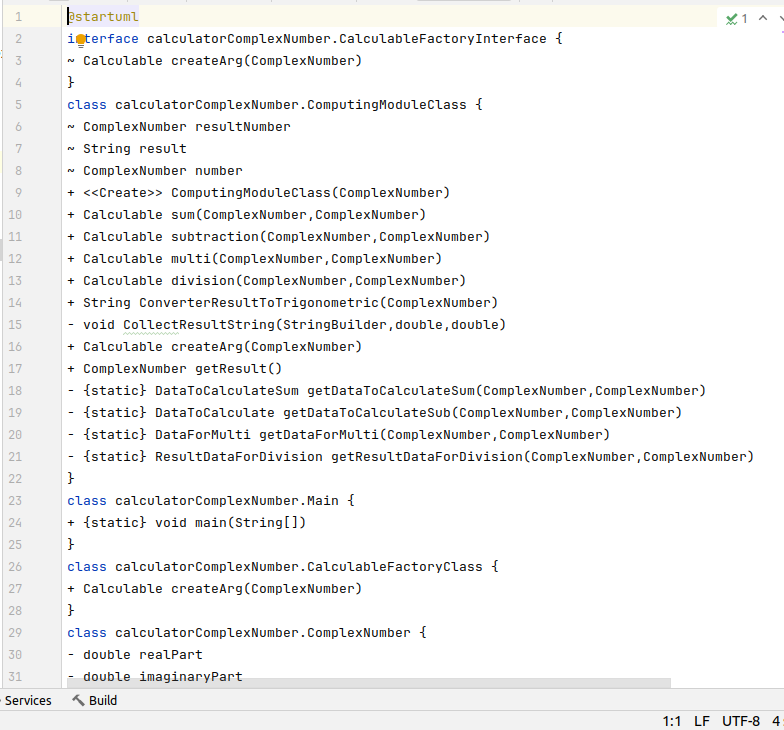 1 @startuml
2 interface calculatorComplexNumber.CalculableFactoryInterface {
3 ~ Calculable createArg(ComplexNumber)
4 }
5 class calculatorComplexNumber.ComputingModuleClass {
6 ~ ComplexNumber resultNumber
7 ~ String result
8 ~ ComplexNumber number
9 + <<Create>> ComputingModuleClass(ComplexNumber)
10 + Calculable sum(ComplexNumber,ComplexNumber)
11 + Calculable subtraction(ComplexNumber,ComplexNumber)
12 + Calculable multi(ComplexNumber,ComplexNumber)
13 + Calculable division(ComplexNumber,ComplexNumber)
14 + String ConverterResultToTrigonometric(ComplexNumber)
15 - void CollectResultString(StringBuilder,double,double)
16 + Calculable createArg(ComplexNumber)
17 + ComplexNumber getResult()
18 - {static} DataToCalculateSum getDataToCalculateSum(ComplexNumber,ComplexNumber)
19 - {static} DataToCalculate getDataToCalculateSub(ComplexNumber,ComplexNumber)
20 - {static} DataForMulti getDataForMulti(ComplexNumber,ComplexNumber)
21 - {static} ResultDataForDivision getResultDataForDivision(ComplexNumber,ComplexNumber)
22 }
23 class calculatorComplexNumber.Main {
24 + {static} void main(String[])
25 }
26 class calculatorComplexNumber.CalculableFactoryClass {
27 + Calculable createArg(ComplexNumber)
28 }
29 class calculatorComplexNumber.ComplexNumber {
30 - double realPart
31 - double imaginaryPart
1
Services Build
1:1 LF UTF-8 4